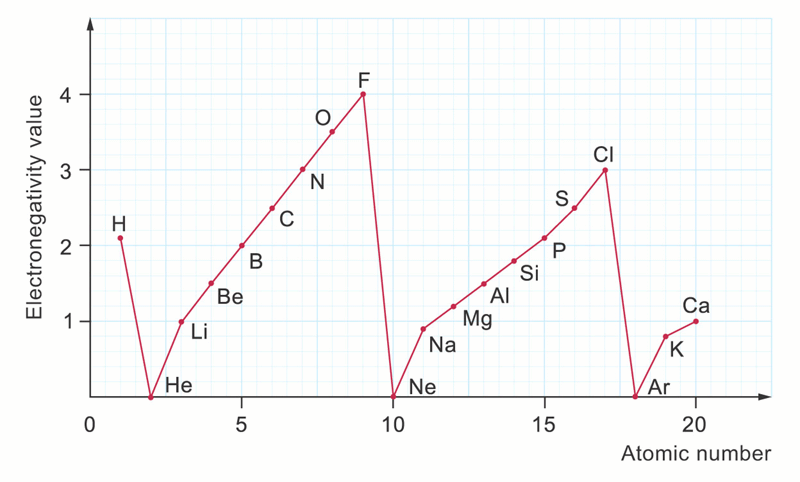 Electronegativity value
4
3
2
1
H
He
Li
Be
B
C
N
O
F
Ne
Na
Mg
Al
Si
P
S
Cl
Ar
K
Ca
0 5 10 15 20
Atomic number